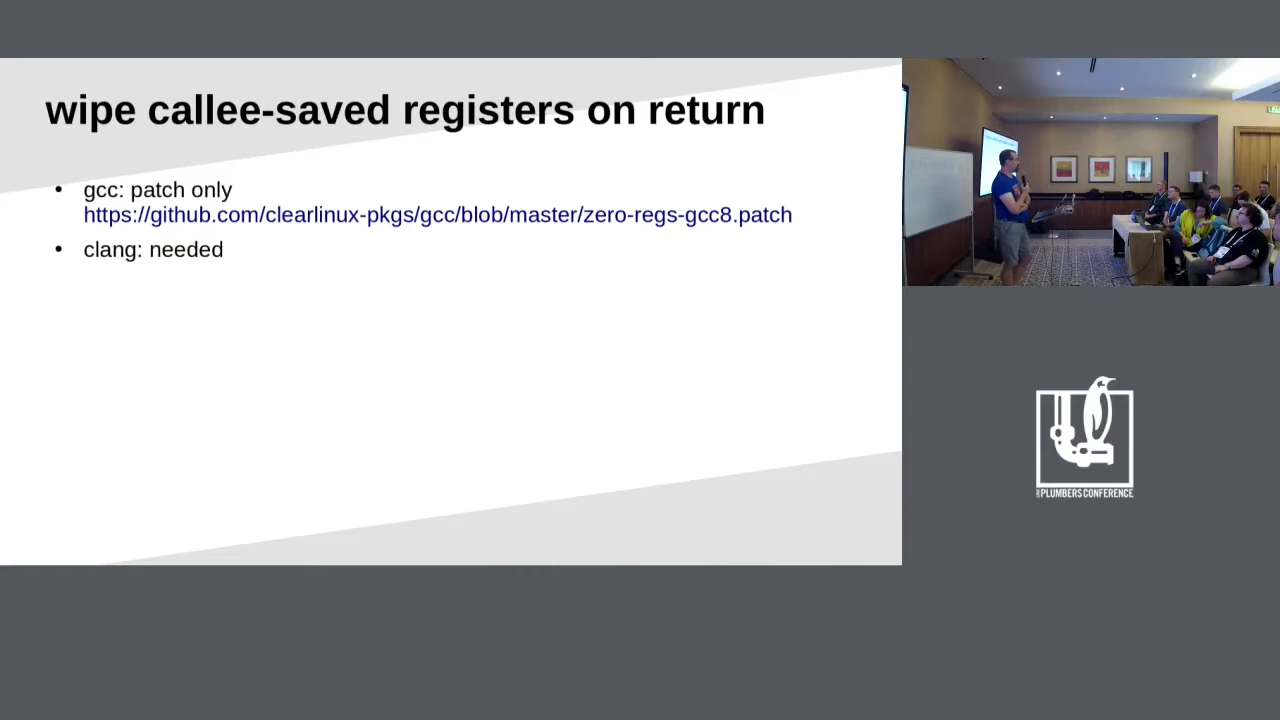 wipe callee-saved registers on return
• gcc: patch only
https://github.com/clearlinux-pkgs/gcc/blob/master/zero-regs-gcc8.patch
• clang: needed
PLUMBERS CONFERENCE